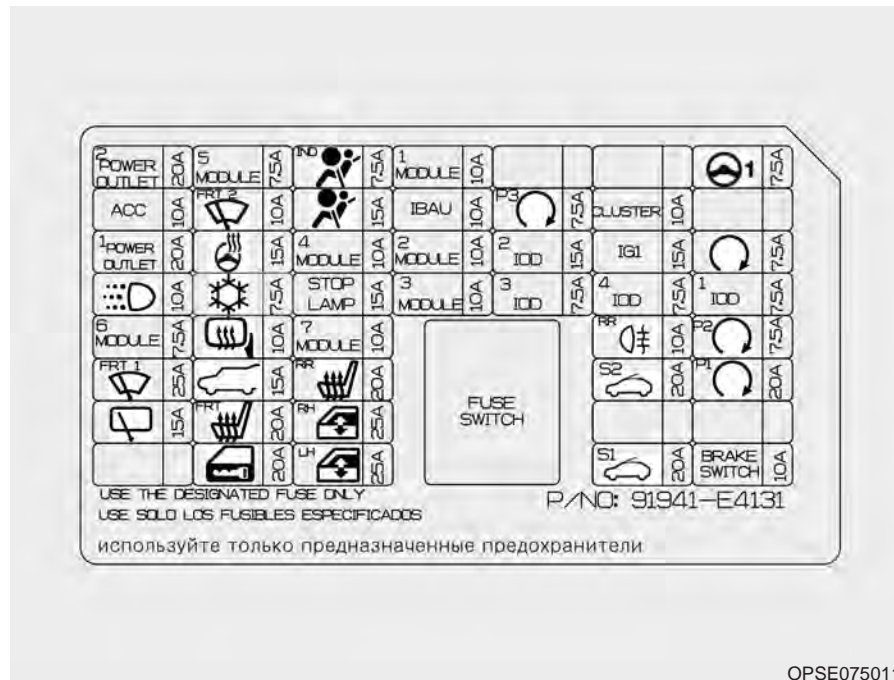 2 POWER OUTLET 20A 5 MODULE 7.5A IND 7.5A 1 MODULE 10A 1 7.5A
ACC 10A FRT 2 10A 15A IBAU 10A P3 7.5A CLUSTER 10A
1 POWER OUTLET 20A 15A 4 MODULE 10A 2 MODULE 10A 2 IOD 15A IG1 15A 7.5A
10A 7.5A STOP LAMP 15A 3 MODULE 10A 3 IOD 7.5A 4 IOD 7.5A 1 IOD 7.5A
6 MODULE 7.5A 10A 7 MODULE 10A RR 10A P2 7.5A
FRT 1 25A 15A RR 20A FUSE SWITCH S2 20A P1 20A
15A FRT 20A RH 25A
20A LH 25A S1 20A BRAKE SWITCH 10A
USE THE DESIGNATED FUSE ONLY
P/NO: 91941-E4131
USE SOLO LOS FUSIBLES ESPECIFICADOS
используйте только предназначенные предохранители
OPSE075011